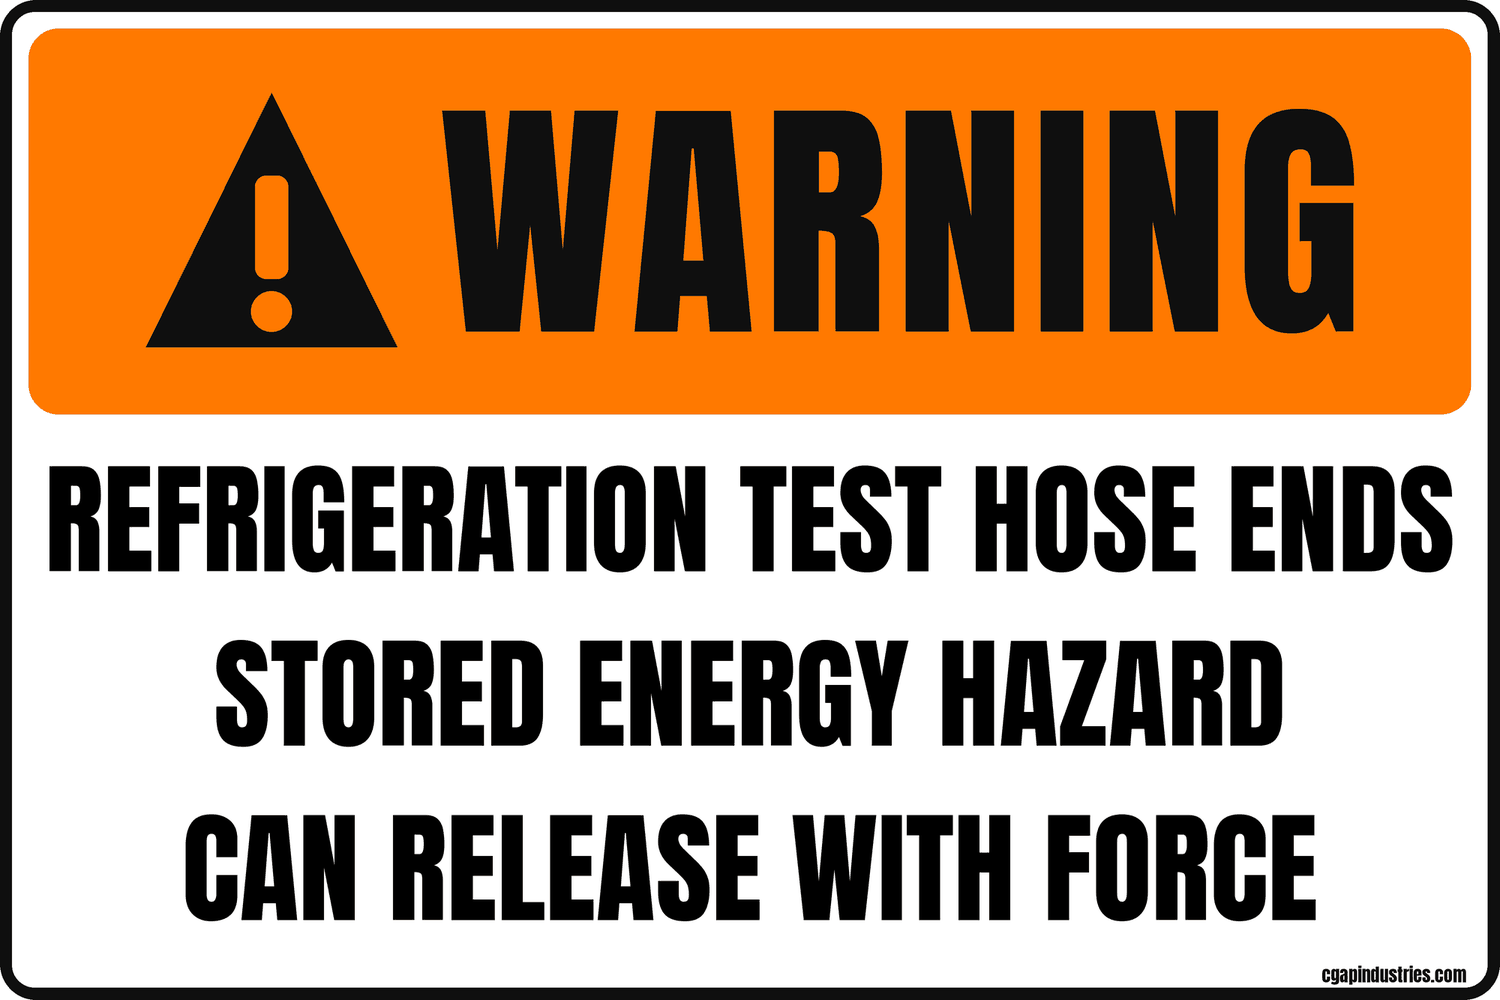 WARNING
REFRIGERATION TEST HOSE ENDS
STORED ENERGY HAZARD
CAN RELEASE WITH FORCE
cgapindustries.com